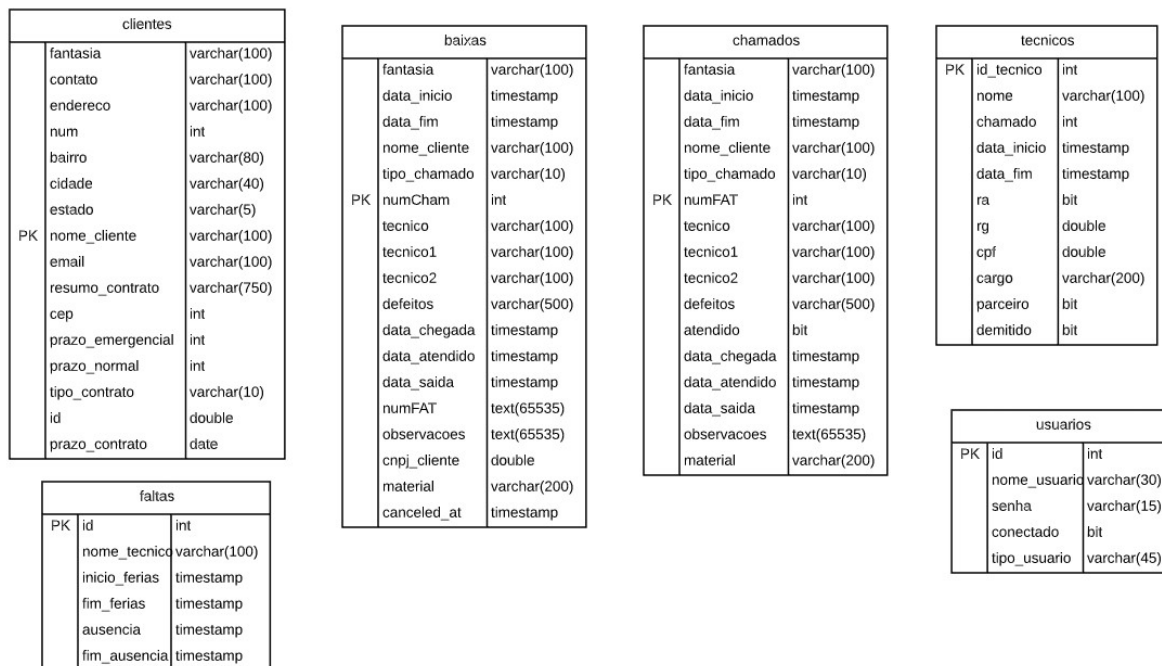 clientes
fantasia varchar(100)
contato varchar(100)
endereco varchar(100)
num int
bairro varchar(80)
cidade varchar(40)
estado varchar(5)
PK nome_cliente varchar(100)
email varchar(100)
resumo_contrato varchar(750)
cep int
prazo_emergencial int
prazo_normal int
tipo_contrato varchar(10)
id double
prazo_contrato date
faltas
PK id int
nome_tecnico varchar(100)
inicio_ferias timestamp
fim_ferias timestamp
ausencia timestamp
fim_ausencia timestamp
baixas
fantasia varchar(100)
data_inicio timestamp
data_fim timestamp
nome_cliente varchar(100)
tipo_chamado varchar(10)
PK numCham int
tecnico varchar(100)
tecnico1 varchar(100)
tecnico2 varchar(100)
defeitos varchar(500)
data_chegada timestamp
data_atendido timestamp
data_saida timestamp
numFAT text(65535)
observacoes text(65535)
cnpj_cliente double
material varchar(200)
canceled_at timestamp
chamados
fantasia varchar(100)
data_inicio timestamp
data_fim timestamp
nome_cliente varchar(100)
tipo_chamado varchar(10)
PK numFAT int
tecnico varchar(100)
tecnico1 varchar(100)
tecnico2 varchar(100)
defeitos varchar(500)
atendido bit
data_chegada timestamp
data_atendido timestamp
data_saida timestamp
observacoes text(65535)
material varchar(200)
tecnicos
PK id_tecnico int
nome varchar(100)
chamado int
data_inicio timestamp
data_fim timestamp
ra bit
rg double
cpf double
cargo varchar(200)
parceiro bit
demitido bit
usuarios
PK id int
nome_usuario varchar(30)
senha varchar(15)
conectado bit
tipo_usuario varchar(45)